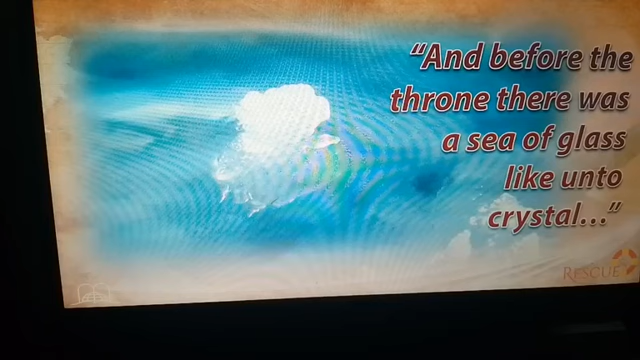 “And before the
throne there was
a sea of glass
like unto
crystal...”
RESCUE